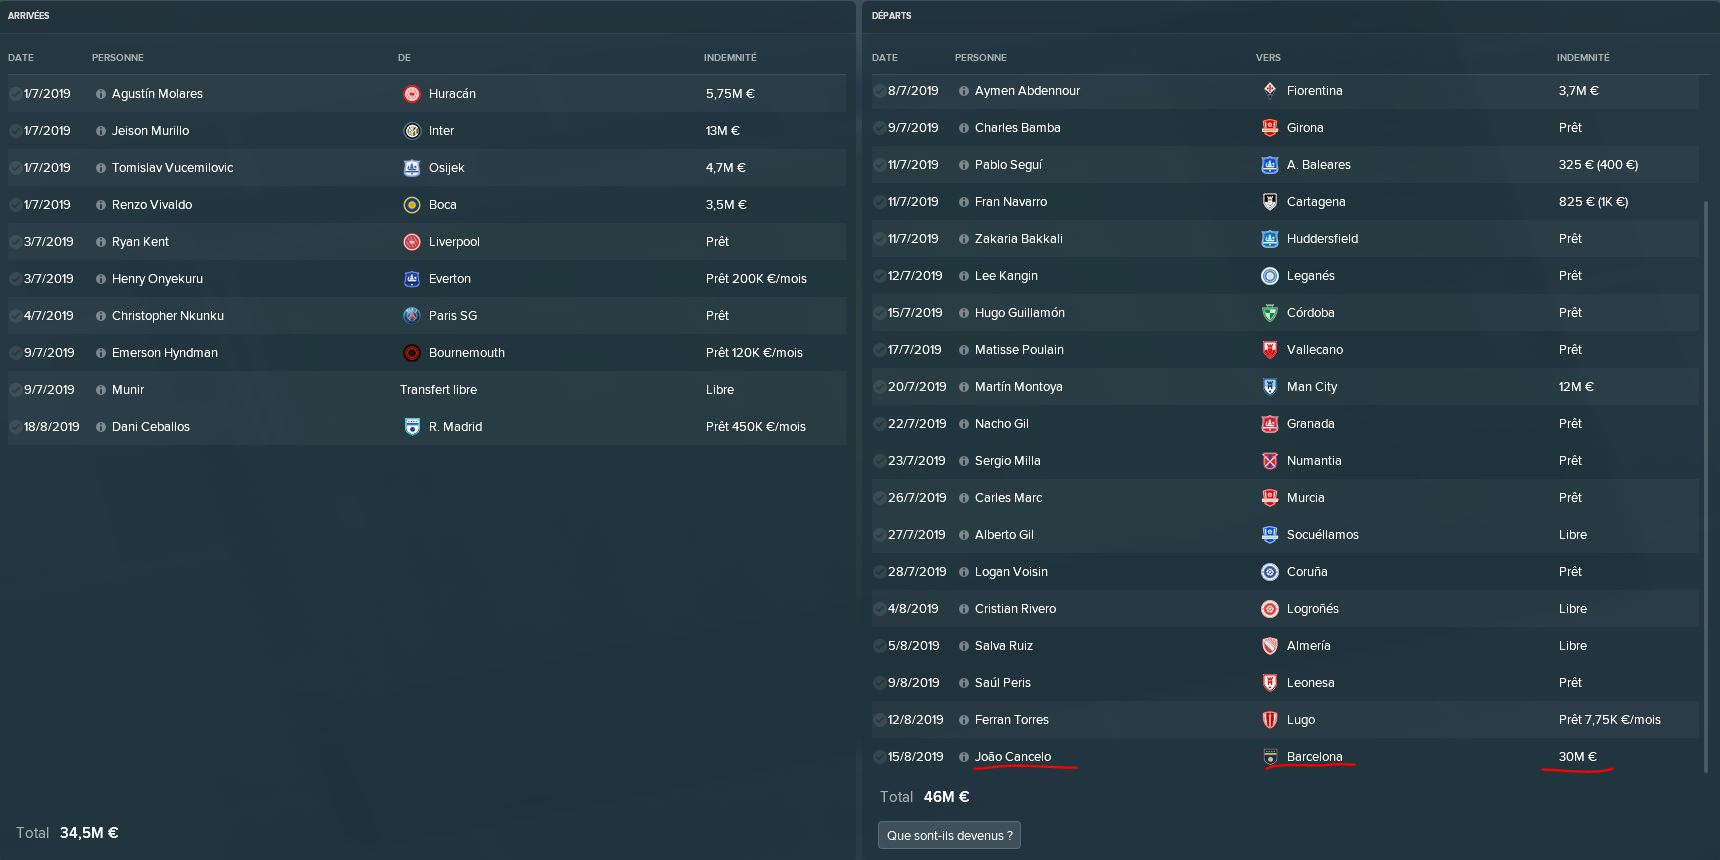 ARRIVÉES
DATE PERSONNE DE INDEMNITÉ
1/7/2019 Agustín Molares Huracán 5,75M €
1/7/2019 Jeison Murillo Inter 13M €
1/7/2019 Tomislav Vucemilovic Osijek 4,7M €
1/7/2019 Renzo Vivaldo Boca 3,5M €
3/7/2019 Ryan Kent Liverpool Prêt
3/7/2019 Henry Onyekuru Everton Prêt 200K €/mois
4/7/2019 Christopher Nkunku Paris SG Prêt
9/7/2019 Emerson Hyndman Bournemouth Prêt 120K €/mois
9/7/2019 Munir Transfert libre Libre
18/8/2019 Dani Ceballos R. Madrid Prêt 450K €/mois
Total 34,5M €
DÉPARTS
DATE PERSONNE VERS INDEMNITÉ
8/7/2019 Aymen Abdennour Fiorentina 3,7M €
9/7/2019 Charles Bamba Girona Prêt
11/7/2019 Pablo Seguí A. Baleares 325 € (400 €)
11/7/2019 Fran Navarro Cartagena 825 € (1K €)
11/7/2019 Zakaria Bakkali Huddersfield Prêt
12/7/2019 Lee Kangin Leganés Prêt
15/7/2019 Hugo Guillamón Córdoba Prêt
17/7/2019 Matisse Poulain Vallecano Prêt
20/7/2019 Martín Montoya Man City 12M €
22/7/2019 Nacho Gil Granada Prêt
23/7/2019 Sergio Milla Numantia Prêt
26/7/2019 Carles Marc Murcia Prêt
27/7/2019 Alberto Gil Socuéllamos Libre
28/7/2019 Logan Voisin Coruña Prêt
4/8/2019 Cristian Rivero Logroñés Libre
5/8/2019 Salva Ruiz Almería Libre
9/8/2019 Saúl Peris Leonesa Prêt
12/8/2019 Ferran Torres Lugo Prêt 7,75K €/mois
15/8/2019 João Cancelo Barcelona 30M €
Total 46M €
Que sont-ils devenus ?